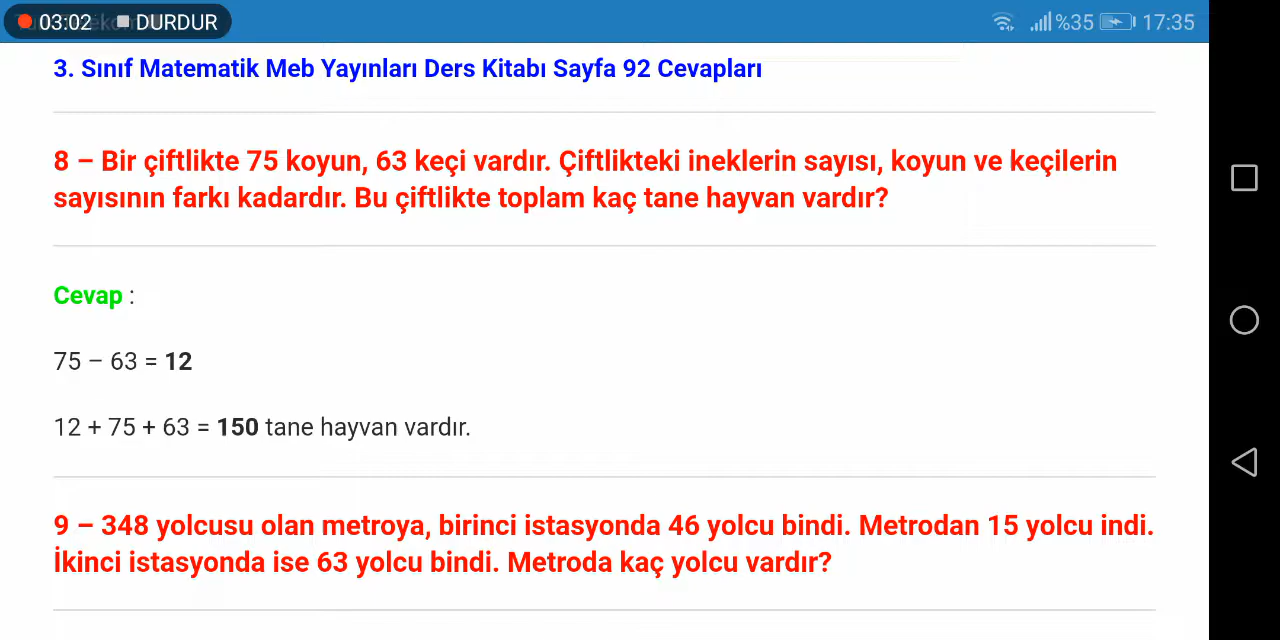 03:02 DURDUR %35 17:35
3. Sınıf Matematik Meb Yayınları Ders Kitabı Sayfa 92 Cevapları
8 – Bir çiftlikte 75 koyun, 63 keçi vardır. Çiftlikteki ineklerin sayısı, koyun ve keçilerin
sayısının farkı kadardır. Bu çiftlikte toplam kaç tane hayvan vardır?
Cevap :
75 – 63 = 12
12 + 75 + 63 = 150 tane hayvan vardır.
9 – 348 yolcusu olan metroya, birinci istasyonda 46 yolcu bindi. Metrodan 15 yolcu indi.
İkinci istasyonda ise 63 yolcu bindi. Metroda kaç yolcu vardır?